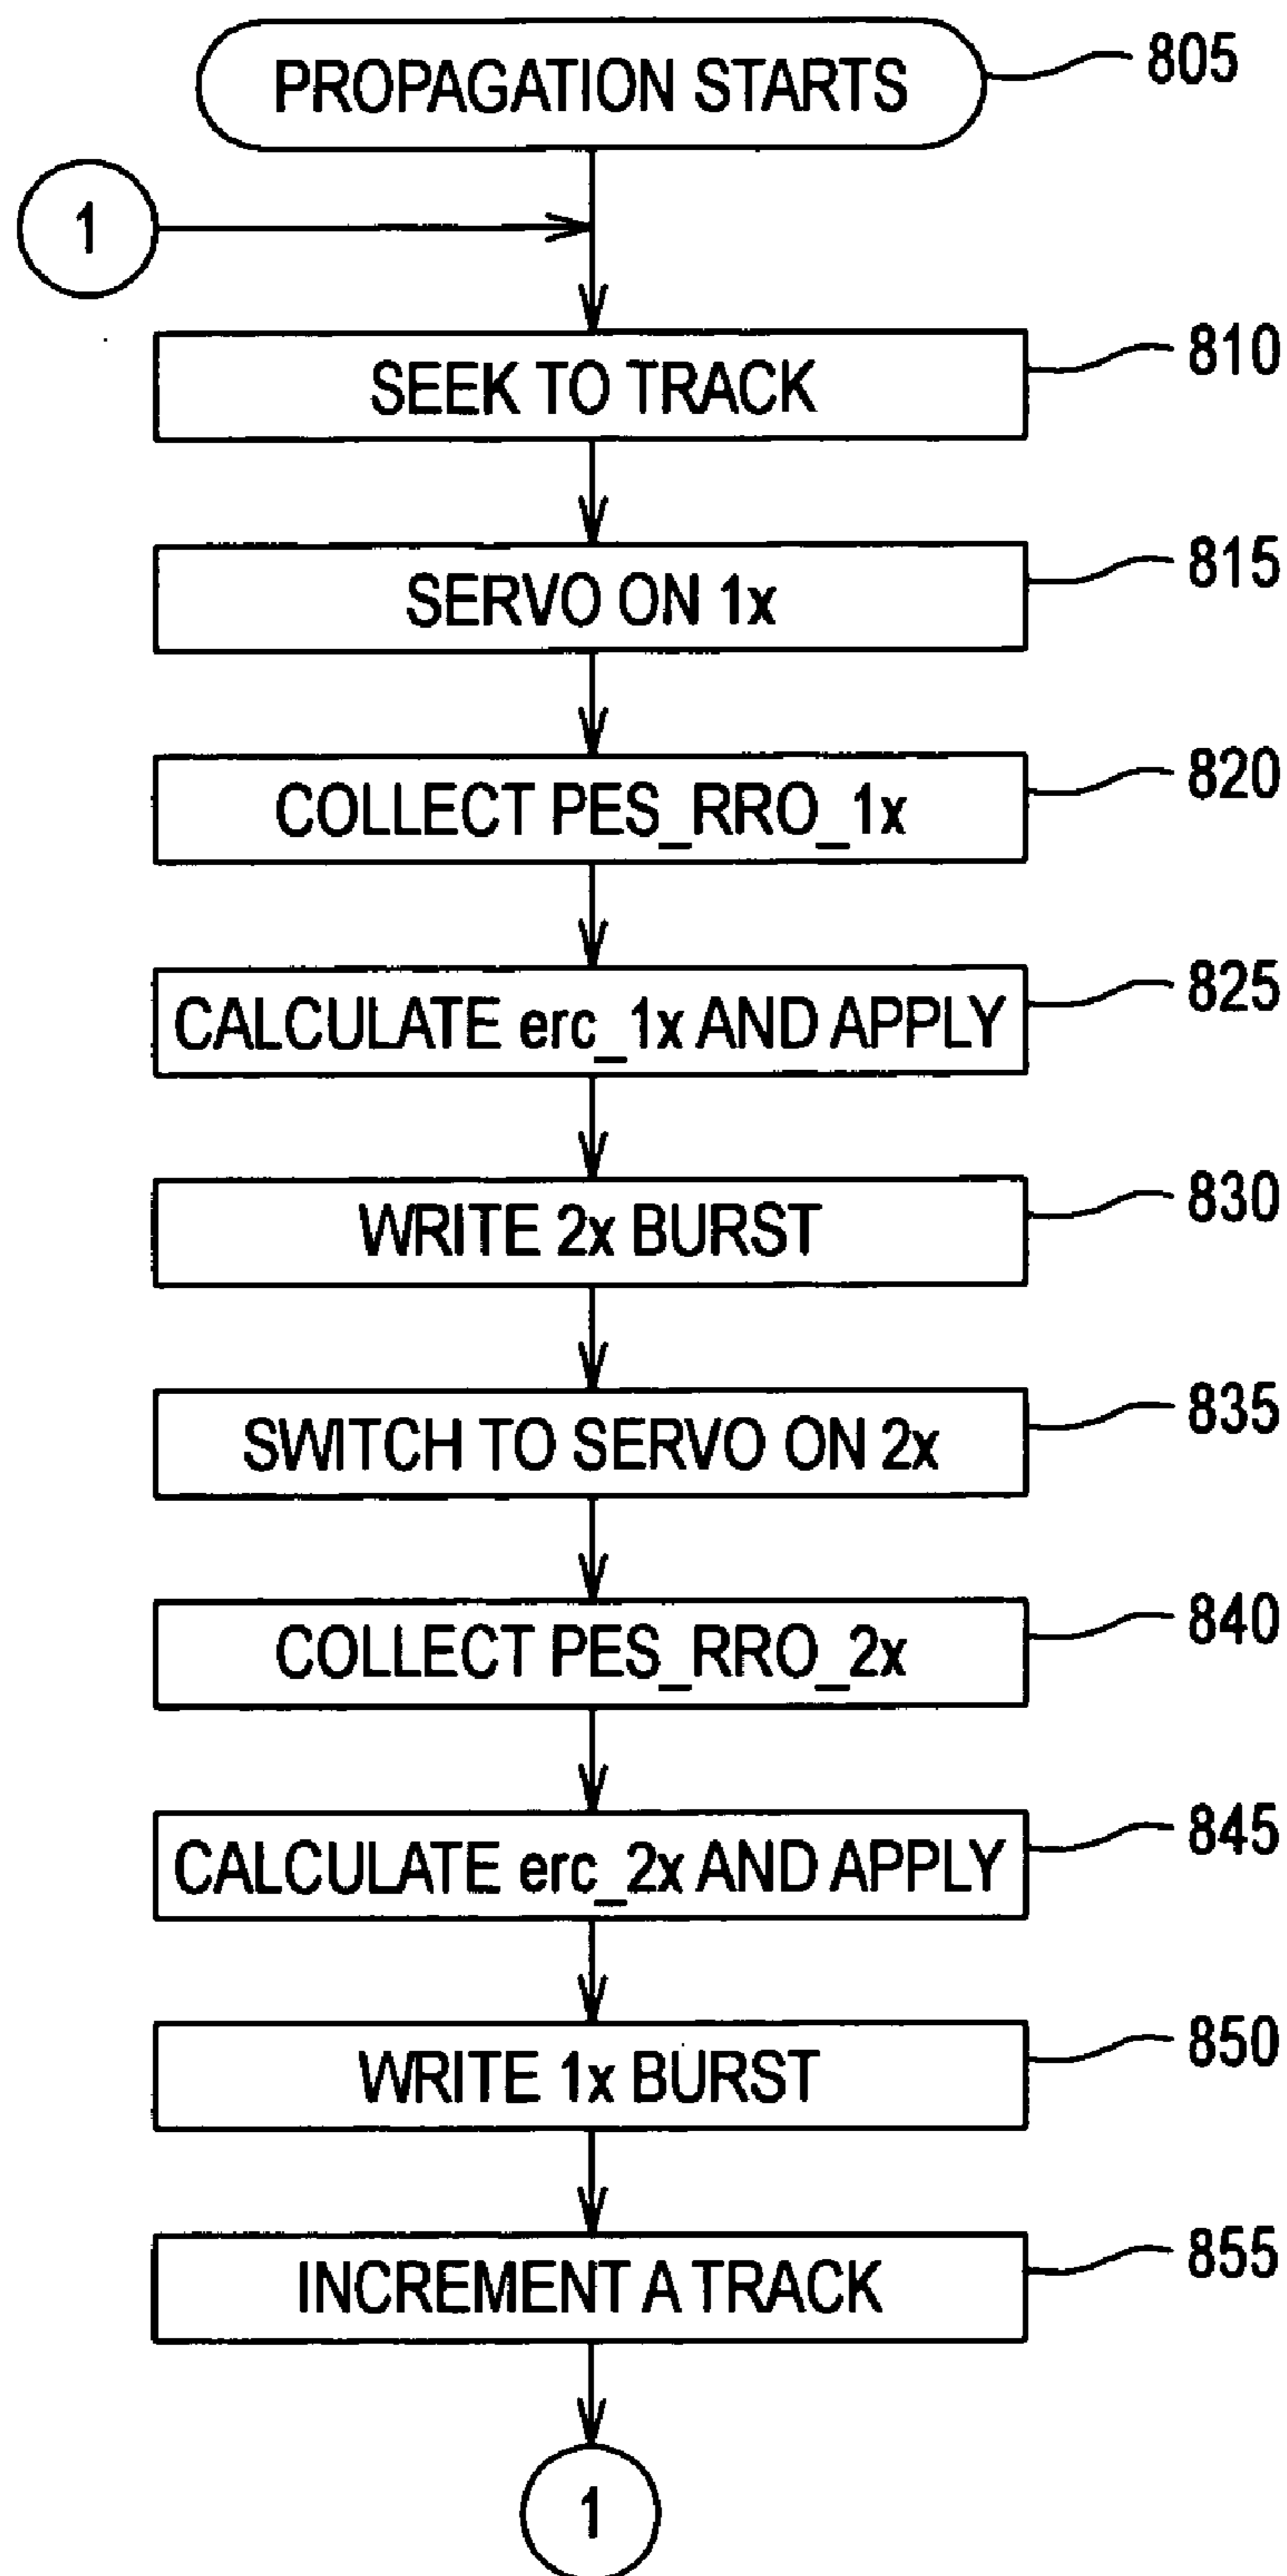 PROPAGATION STARTS 805
1
SEEK TO TRACK 810
SERVO ON 1x 815
COLLECT PES_RRO_1x 820
CALCULATE erc_1x AND APPLY 825
WRITE 2x BURST 830
SWITCH TO SERVO ON 2x 835
COLLECT PES_RRO_2x 840
CALCULATE erc_2x AND APPLY 845
WRITE 1x BURST 850
INCREMENT A TRACK 855
1